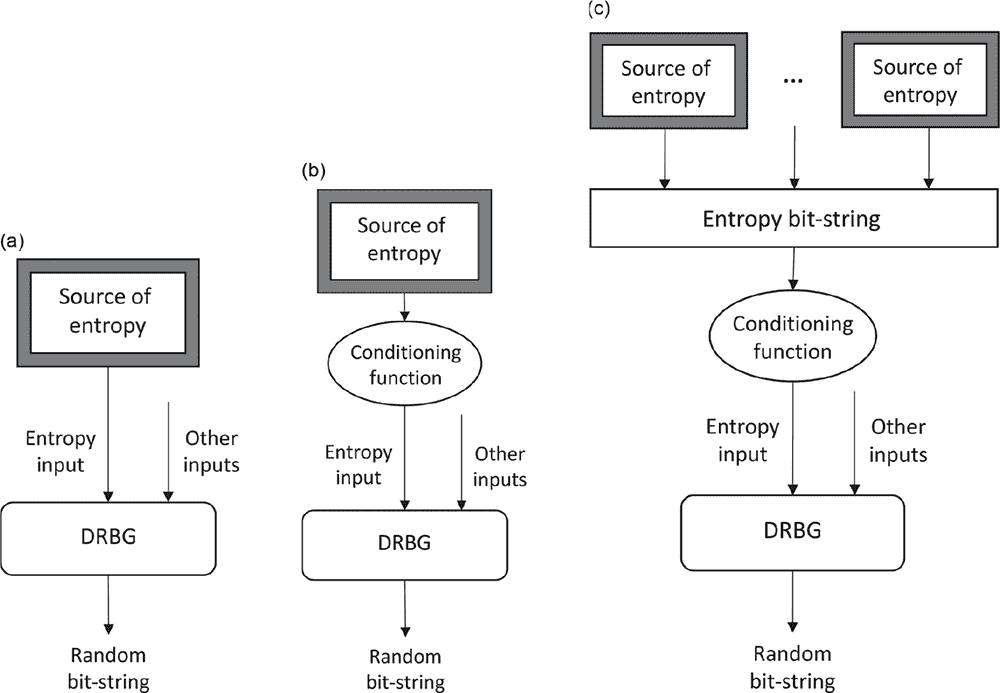 (a)
Source of
entropy
Entropy
input
Other
inputs
DRBG
Random
bit-string
(b)
Source of
entropy
Conditioning
function
Entropy
input
Other
inputs
DRBG
Random
bit-string
(c)
Source of
entropy
...
Source of
entropy
Entropy bit-string
Conditioning
function
Entropy
input
Other
inputs
DRBG
Random
bit-string